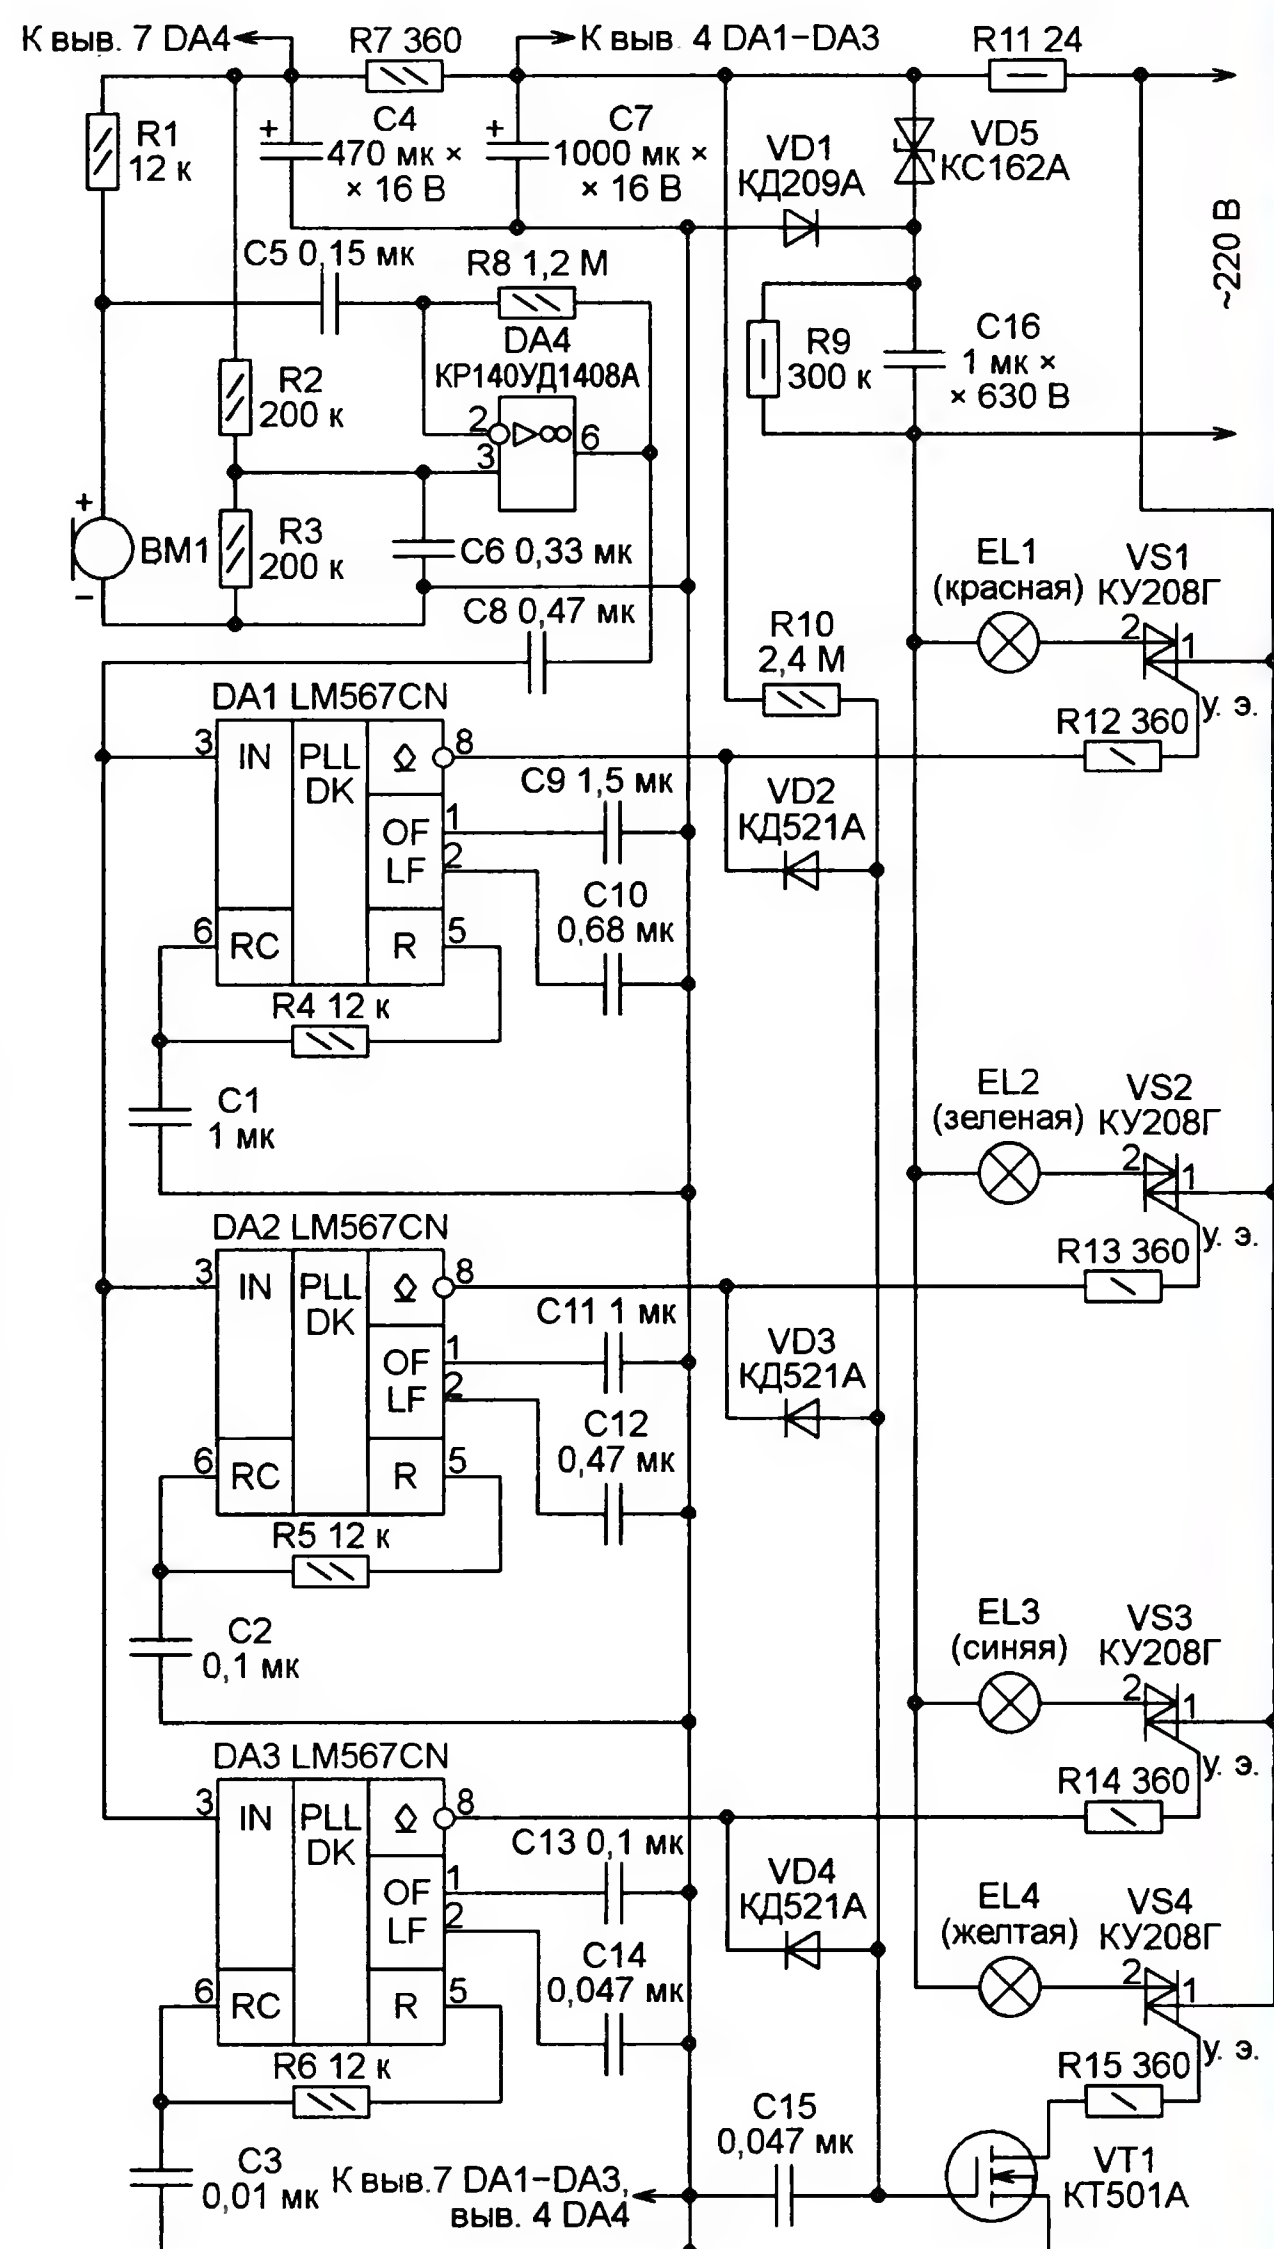 К выв. 7 DA4
R7 360
К выв. 4 DA1–DA3
R11 24
R1
12 к
+
C4
470 мк ×
× 16 В
+
C7
1000 мк ×
× 16 В
VD1
КД209А
VD5
КС162А
~220 В
C5 0,15 мк
R8 1,2 М
DA4
КР140УД1408А
R2
200 к
2
3
▷∞
6
R9
300 к
C16
1 мк ×
× 630 В
+
BM1
–
R3
200 к
C6 0,33 мк
C8 0,47 мк
EL1
(красная)
VS1
КУ208Г
2
1
у. э.
R10
2,4 М
R12 360
DA1 LM567CN
3
IN
PLL
DK
8
OF
1
LF
2
6
RC
R
5
C9 1,5 мк
C10
0,68 мк
VD2
КД521А
R4 12 к
C1
1 мк
EL2
(зеленая)
VS2
КУ208Г
2
1
у. э.
R13 360
DA2 LM567CN
3
IN
PLL
DK
8
OF
1
LF
2
6
RC
R
5
C11 1 мк
C12
0,47 мк
VD3
КД521А
R5 12 к
C2
0,1 мк
EL3
(синяя)
VS3
КУ208Г
2
1
у. э.
R14 360
DA3 LM567CN
3
IN
PLL
DK
8
OF
1
LF
2
6
RC
R
5
C13 0,1 мк
C14
0,047 мк
VD4
КД521А
EL4
(желтая)
VS4
КУ208Г
2
1
у. э.
R15 360
R6 12 к
C3
0,01 мк
К выв.7 DA1–DA3,
выв. 4 DA4
C15
0,047 мк
VT1
КТ501А